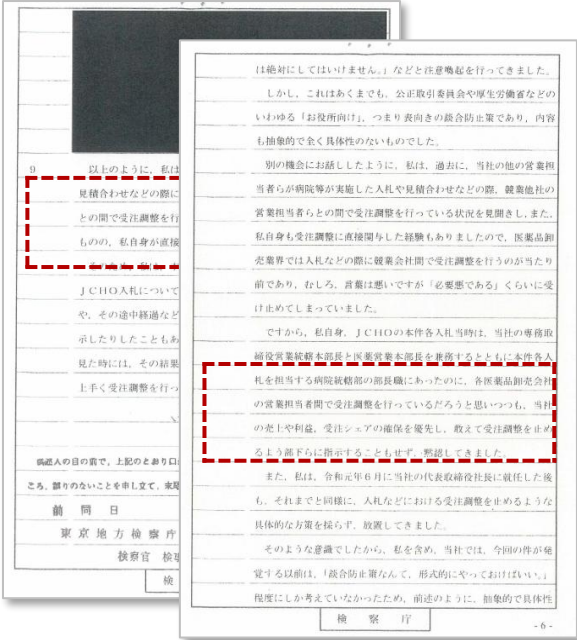 9　以上のように，私は
見積合わせなどの際に
との間で受注調整を行
ものの，私自身が直接
JCHO入札について
や，その途中経過など
示したりしたこともあ
見た時には，その結果
上手く受注調整を行っ
供述人の目の前で，上記のとおり口
ころ，誤りのないことを申し立て，末尾
前 同 日
東 京 地 方 検 察 庁
検察官 検事
検
は絶対にしてはいけません。」などと注意喚起を行ってきました。
しかし，これはあくまでも，公正取引委員会や厚生労働省などの
いわゆる「お役所向け」，つまり表向きの談合防止策であり，内容
も抽象的で全く具体性のないものでした。
別の機会にお話ししたように，私は，過去に，当社の他の営業担
当者らが病院等が実施した入札や見積合わせなどの際，競業他社の
営業担当者らとの間で受注調整を行っている状況を見聞きし，また，
私自身も受注調整に直接関与した経験もありましたので，医薬品卸
売業界では入札などの際に競業会社間で受注調整を行うのが当たり
前であり，むしろ，言葉は悪いですが「必要悪である」くらいに受
け止めてしまっていました。
ですから，私自身，JCHOの本件各入札当時は，当社の専務取
締役営業統轄本部長と医薬営業本部長を兼務するとともに本件各入
札を担当する病院統轄部の部長職にあったのに，各医薬品卸売会社
の営業担当者間で受注調整を行っているだろうと思いつつも，当社
の売上や利益，受注シェアの確保を優先し，敢えて受注調整を止め
るよう部下らに指示することもせず，黙認してきました。
また，私は，令和元年6月に当社の代表取締役社長に就任した後
も，それまでと同様に，入札などにおける受注調整を止めるような
具体的な方策を採らず，放置してきました。
そのような意識でしたから，私を含め，当社では，今回の件が発
覚する以前は，「談合防止策なんて，形式的にやっておけばいい。」
程度にしか考えていなかったため，前述のように，抽象的で具体性
検 察 庁
-6-